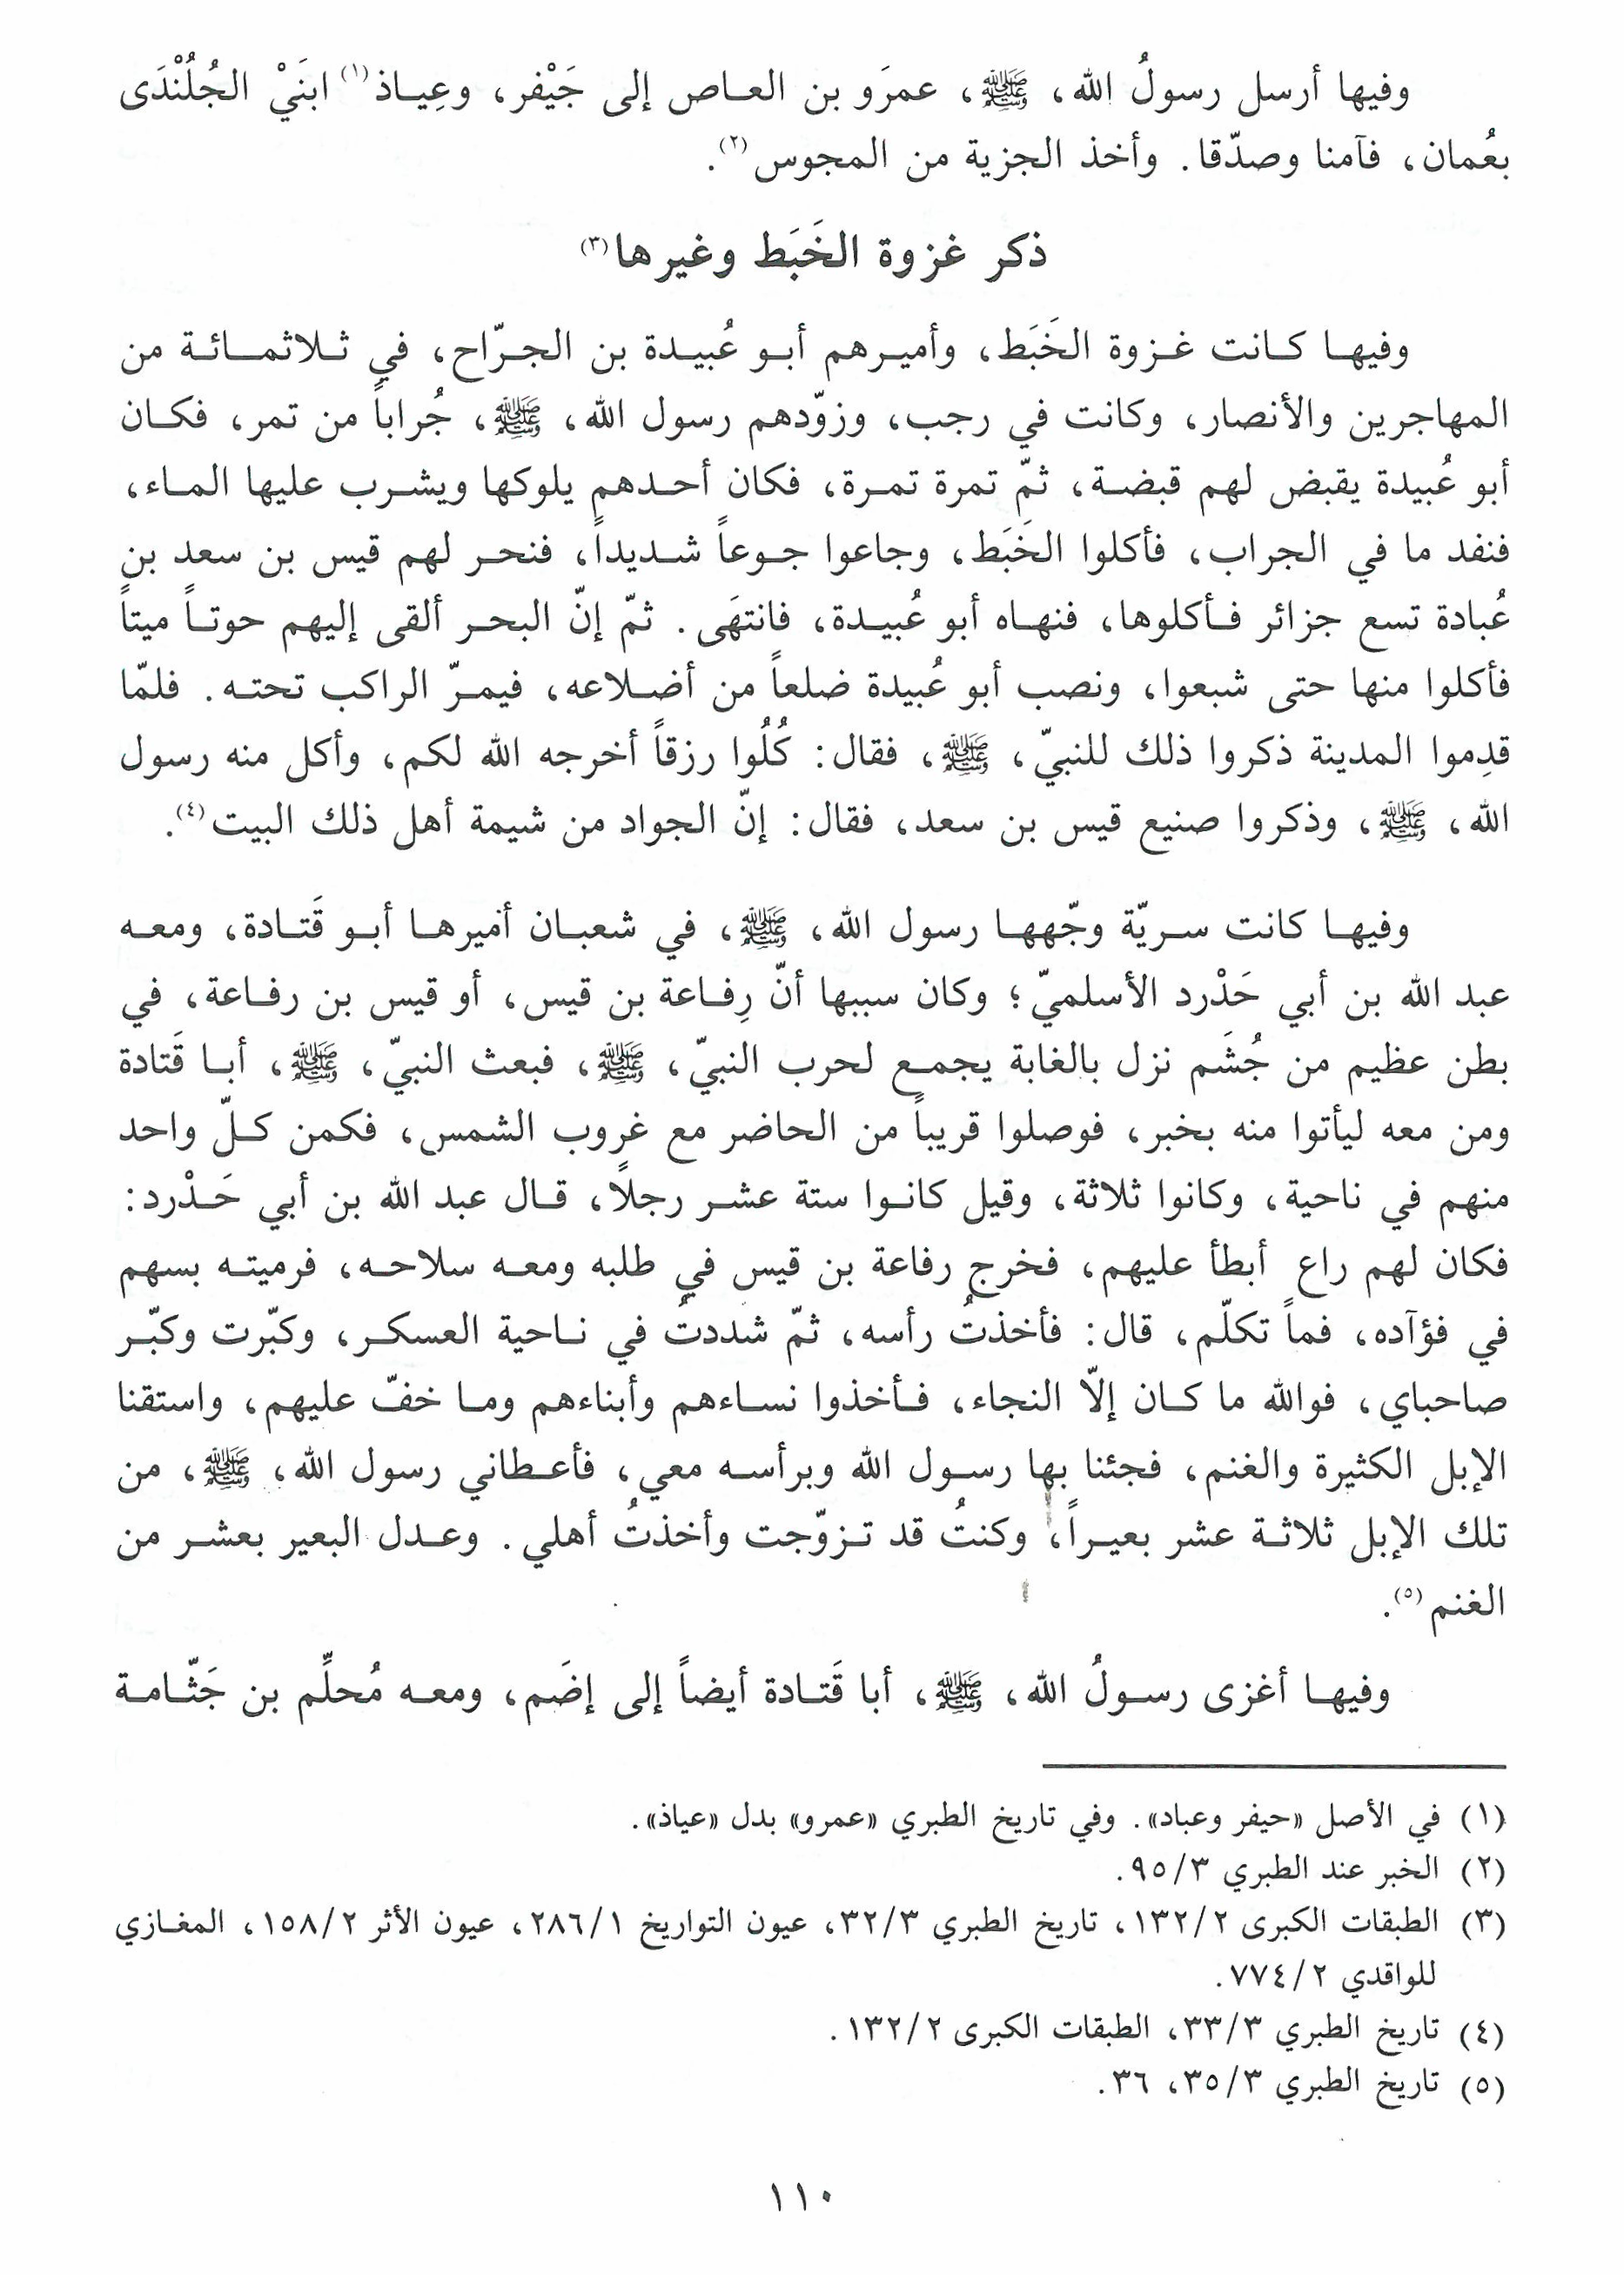 وفيها أرسل رسولُ الله، ﷺ، عمرَو بن العاص إلى جَيْفر، وعِياذ(١) ابنَيْ الجُلُنْدَى
بعُمان، فآمنا وصدّقا. وأخذ الجزية من المجوس(٢).
ذكر غزوة الخَبَط وغيرها(٣)
وفيها كانت غزوة الخَبَط، وأميرهم أبو عُبيدة بن الجرّاح، في ثلاثمائة من
المهاجرين والأنصار، وكانت في رجب، وزوّدهم رسول الله، ﷺ، جُراباً من تمر، فكان
أبو عُبيدة يقبض لهم قبضة، ثمّ تمرة تمرة، فكان أحدهم يلوكها ويشرب عليها الماء،
فنفد ما في الجراب، فأكلوا الخَبَط، وجاعوا جوعاً شديداً، فنحر لهم قيس بن سعد بن
عُبادة تسع جزائر فأكلوها، فنهاه أبو عُبيدة، فانتهَى. ثمّ إنّ البحر ألقى إليهم حوتاً ميتاً
فأكلوا منها حتى شبعوا، ونصب أبو عُبيدة ضلعاً من أضلاعه، فيمرّ الراكب تحته. فلمّا
قدِموا المدينة ذكروا ذلك للنبيّ، ﷺ، فقال: كُلُوا رزقاً أخرجه الله لكم، وأكل منه رسول
الله، ﷺ، وذكروا صنيع قيس بن سعد، فقال: إنّ الجواد من شيمة أهل ذلك البيت(٤).
وفيها كانت سريّة وجّهها رسول الله، ﷺ، في شعبان أميرها أبو قَتادة، ومعه
عبد الله بن أبي حَدْرد الأسلميّ؛ وكان سببها أنّ رِفاعة بن قيس، أو قيس بن رفاعة، في
بطن عظيم من جُشَم نزل بالغابة يجمع لحرب النبيّ، ﷺ، فبعث النبيّ، ﷺ، أبا قَتادة
ومن معه ليأتوا منه بخبر، فوصلوا قريباً من الحاضر مع غروب الشمس، فكمن كلّ واحد
منهم في ناحية، وكانوا ثلاثة، وقيل كانوا ستة عشر رجلاً، قال عبد الله بن أبي حَدْرد:
فكان لهم راع أبطأ عليهم، فخرج رفاعة بن قيس في طلبه ومعه سلاحه، فرميته بسهم
في فؤآده، فماً تكلّم، قال: فأخذتُ رأسه، ثمّ شددتُ في ناحية العسكر، وكبّرت وكبّر
صاحباي، فوالله ما كان إلّا النجاء، فأخذوا نساءهم وأبناءهم وما خفّ عليهم، واستقنا
الإبل الكثيرة والغنم، فجئنا بها رسول الله وبرأسه معي، فأعطاني رسول الله، ﷺ، من
تلك الإبل ثلاثة عشر بعيراً، وكنتُ قد تزوّجت وأخذتُ أهلي. وعدل البعير بعشر من
الغنم(٥).
وفيها أغزى رسولُ الله، ﷺ، أبا قَتادة أيضاً إلى إضَم، ومعه مُحلِّم بن جَثّامة
(١) في الأصل «حيفر وعباد». وفي تاريخ الطبري «عمرو» بدل «عياذ».
(٢) الخبر عند الطبري ٩٥/٣.
(٣) الطبقات الكبرى ١٣٢/٢، تاريخ الطبري ٣٢/٣، عيون التواريخ ٢٨٦/١، عيون الأثر ١٥٨/٢، المغازي
للواقدي ٧٧٤/٢.
(٤) تاريخ الطبري ٣٣/٣، الطبقات الكبرى ١٣٢/٢.
(٥) تاريخ الطبري ٣٥/٣، ٣٦.
١١٠